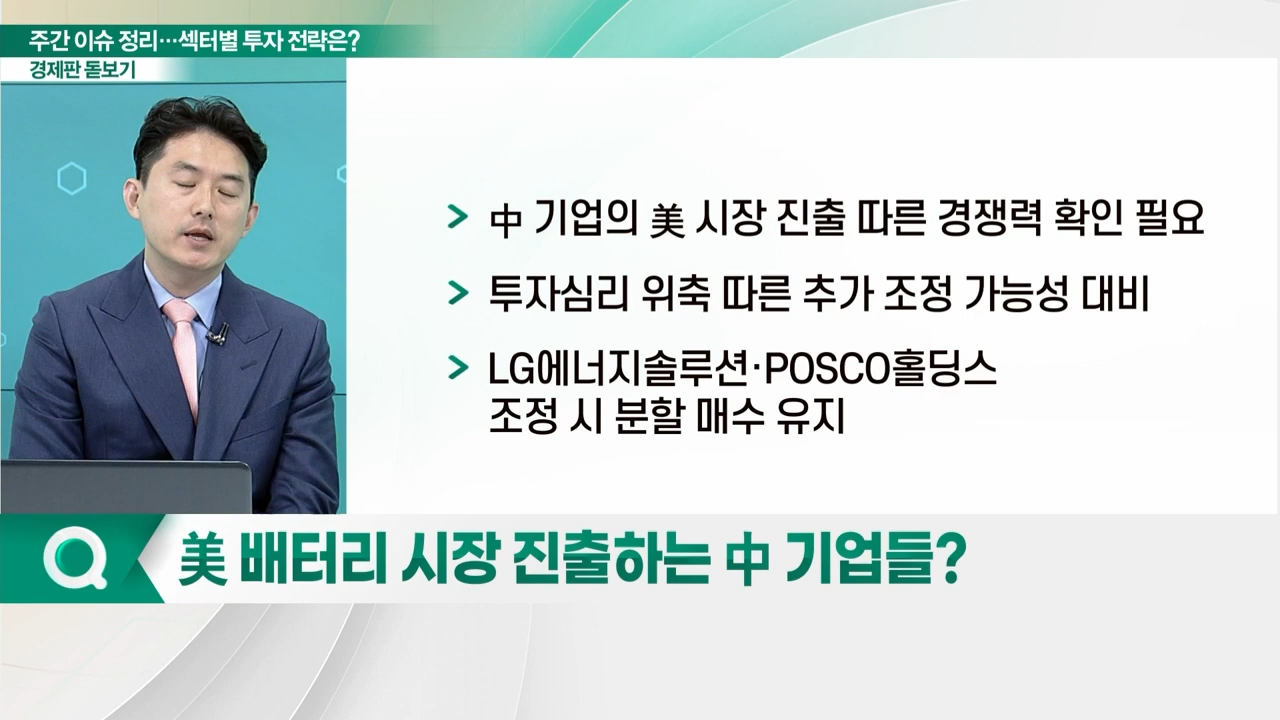 주간 이슈 정리…섹터별 투자 전략은?
경제판 돋보기
> 中 기업의 美 시장 진출 따른 경쟁력 확인 필요
> 투자심리 위축 따른 추가 조정 가능성 대비
> LG에너지솔루션·POSCO홀딩스
조정 시 분할 매수 유지
Q 美 배터리 시장 진출하는 中 기업들?